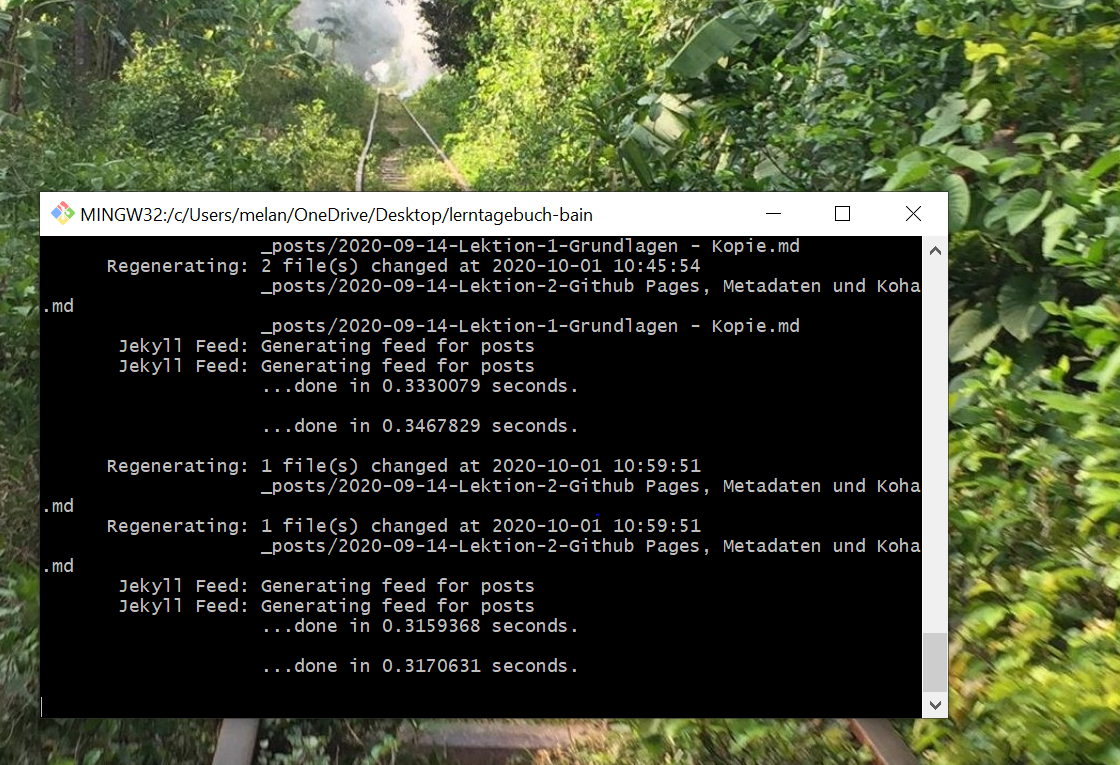 MINGW32:/c/Users/melan/OneDrive/Desktop/lerntagebuch-bain
_posts/2020-09-14-Lektion-1-Grundlagen - Kopie.md
Regenerating: 2 file(s) changed at 2020-10-01 10:45:54
_posts/2020-09-14-Lektion-2-Github Pages, Metadaten und Koha
.md
_posts/2020-09-14-Lektion-1-Grundlagen - Kopie.md
Jekyll Feed: Generating feed for posts
Jekyll Feed: Generating feed for posts
...done in 0.3330079 seconds.
...done in 0.3467829 seconds.
Regenerating: 1 file(s) changed at 2020-10-01 10:59:51
_posts/2020-09-14-Lektion-2-Github Pages, Metadaten und Koha
.md
Regenerating: 1 file(s) changed at 2020-10-01 10:59:51
_posts/2020-09-14-Lektion-2-Github Pages, Metadaten und Koha
.md
Jekyll Feed: Generating feed for posts
Jekyll Feed: Generating feed for posts
...done in 0.3159368 seconds.
...done in 0.3170631 seconds.